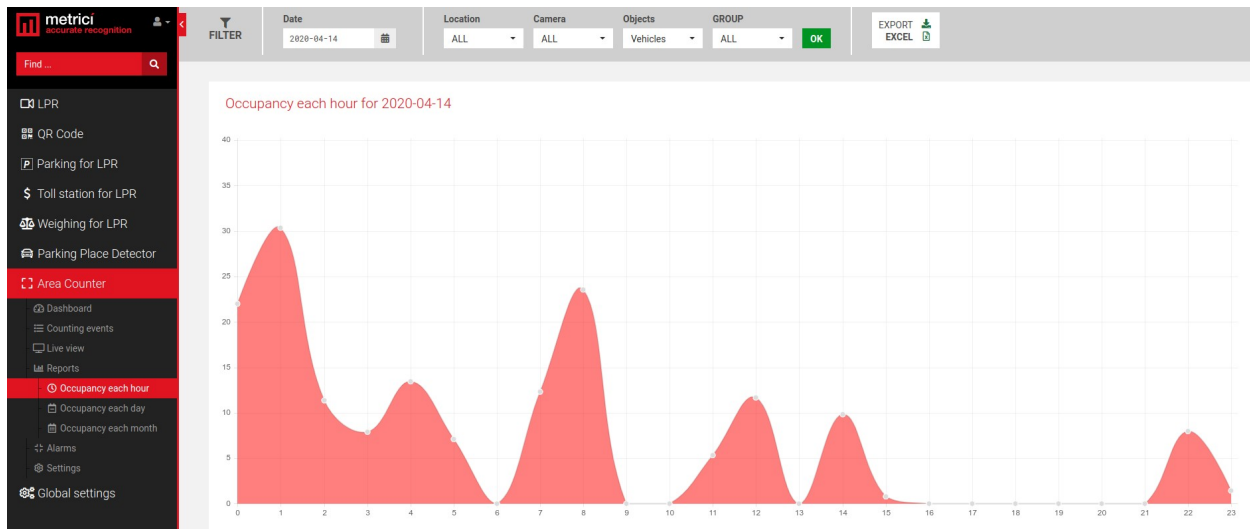 metrici
accurate recognition
Find ...
LPR
QR Code
P Parking for LPR
$ Toll station for LPR
Weighing for LPR
Parking Place Detector
Area Counter
Dashboard
Counting events
Live view
Reports
Occupancy each hour
Occupancy each day
Occupancy each month
Alarms
Settings
Global settings
FILTER
Date
2020-04-14
Location
ALL
Camera
ALL
Objects
Vehicles
GROUP
ALL
OK
EXPORT
EXCEL
Occupancy each hour for 2020-04-14
40
35
30
25
20
15
10
5
0
0 1 2 3 4 5 6 7 8 9 10 11 12 13 14 15 16 17 18 19 20 21 22 23